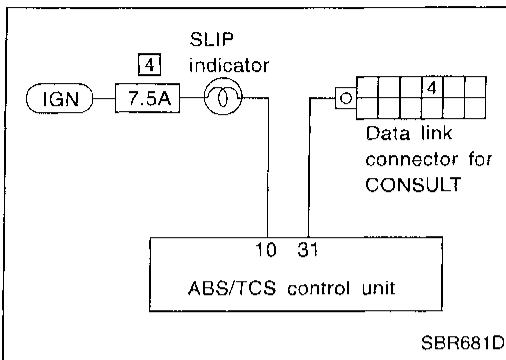 SLIP
4 indicator
IGN 7.5A
4
Data link
connector for
CONSULT
10 31
ABS/TCS control unit
SBR681D